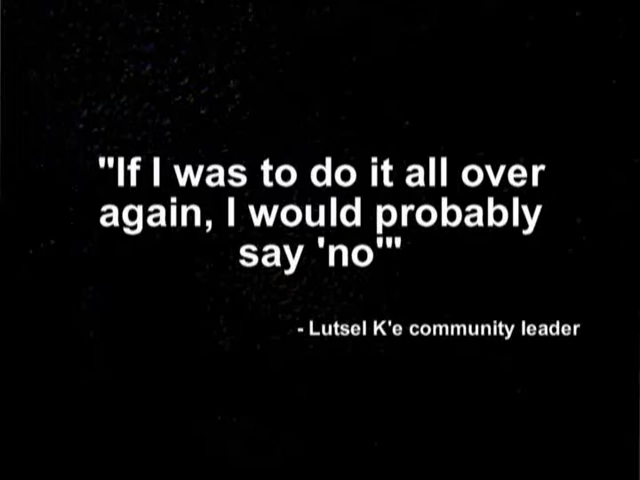 "If I was to do it all over
again, I would probably
say 'no'"
- Lutsel K'e community leader